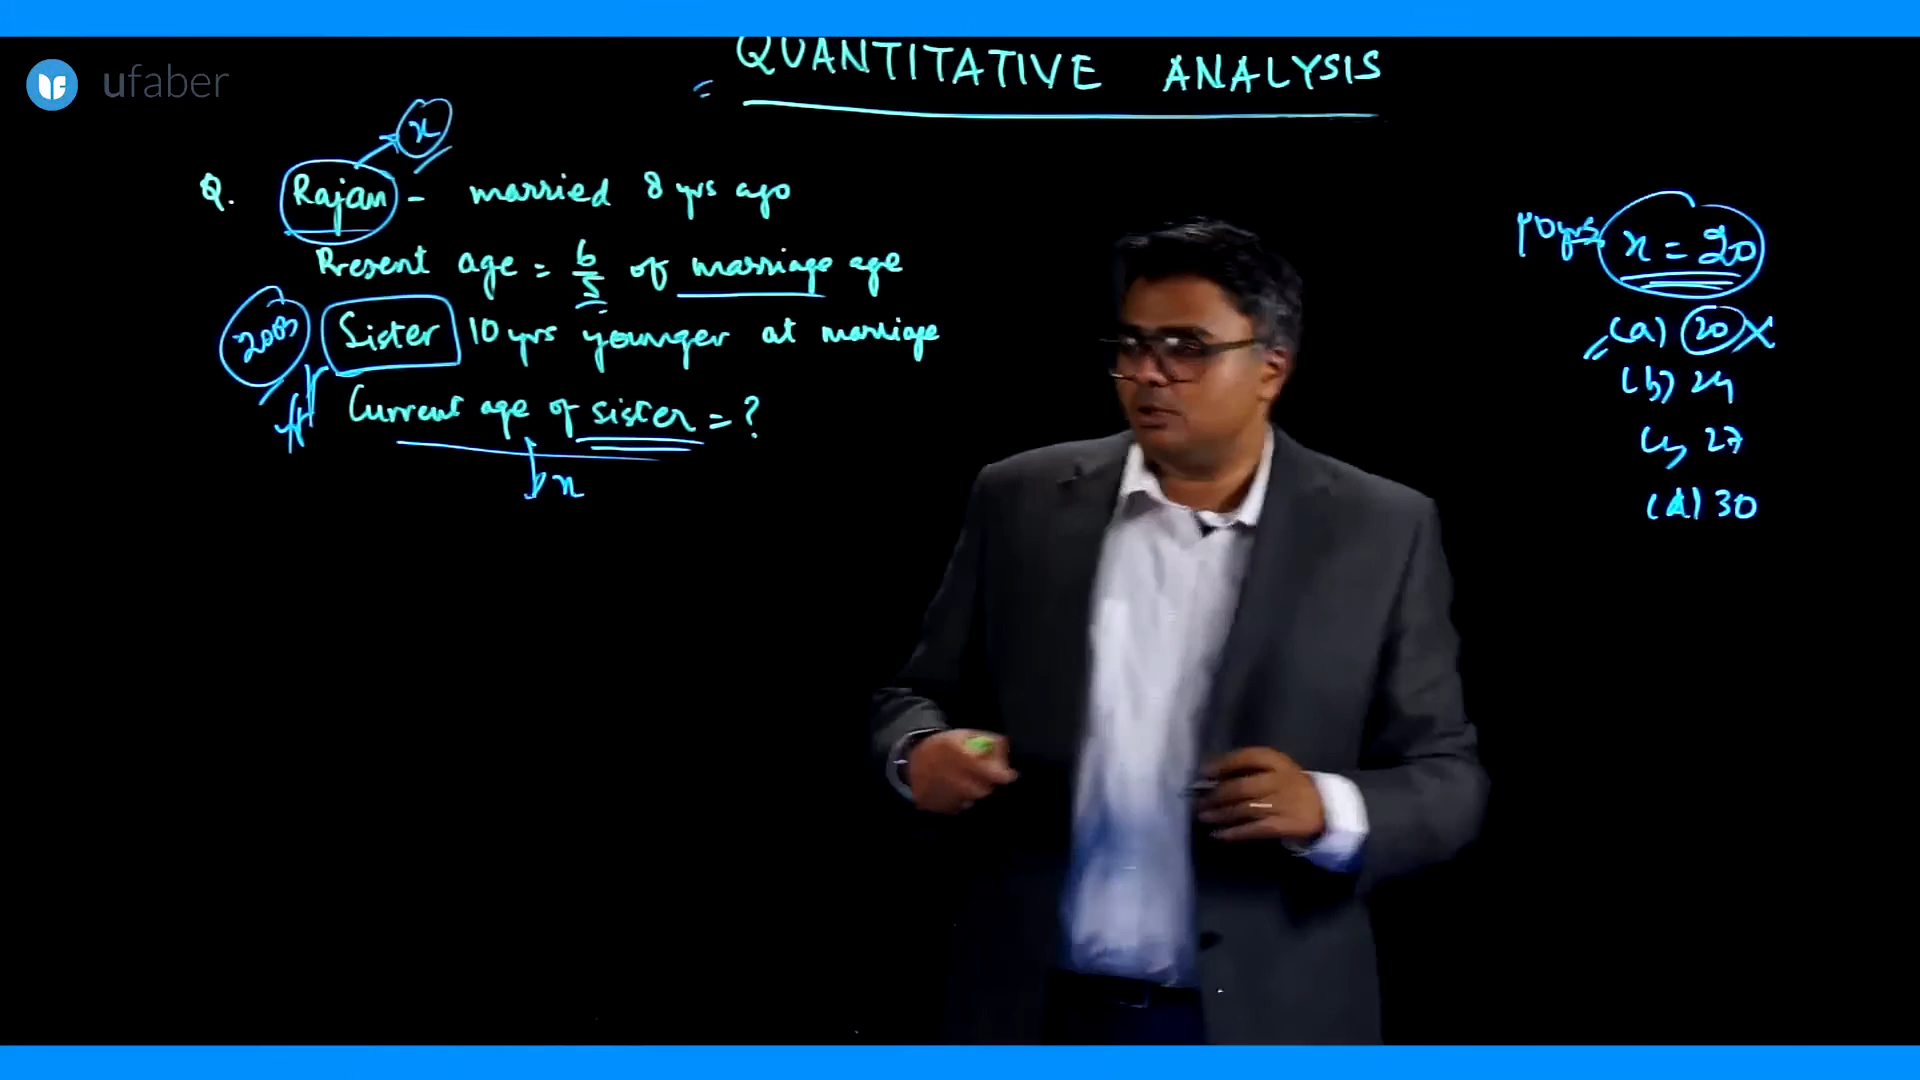 ufaber
QUANTITATIVE ANALYSIS
=
x
Q. Rajan - married 8 yrs ago
Present age = 6/5 of marriage age
Sister 10 yrs younger at marriage
Current age of sister = ?
x
10yrs
x = 20
(a) 20 X
(b) 24
(c) 27
(d) 30